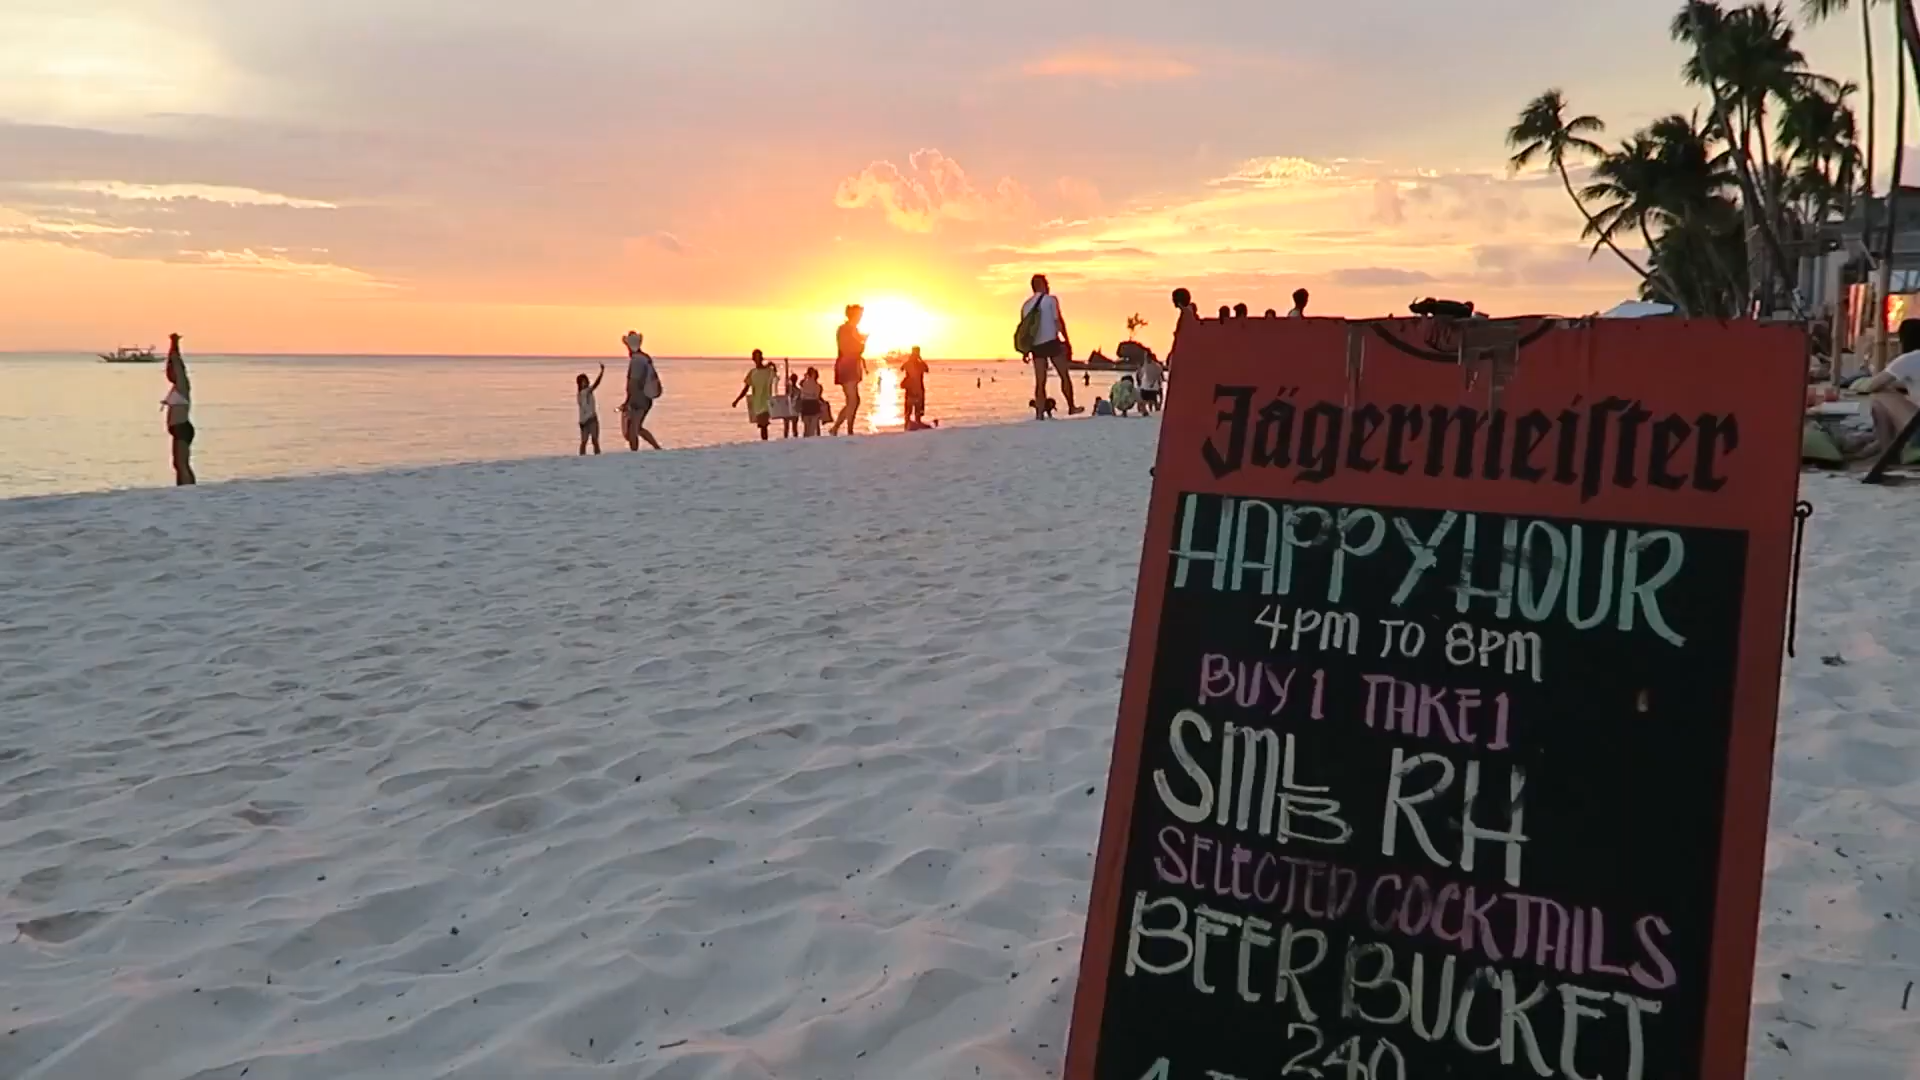 Jägermeiſter
HAPPY HOUR
4PM TO 8PM
BUY 1 TAKE 1
SML B RH
SELECTED COCKTAILS
BEER BUCKET
240